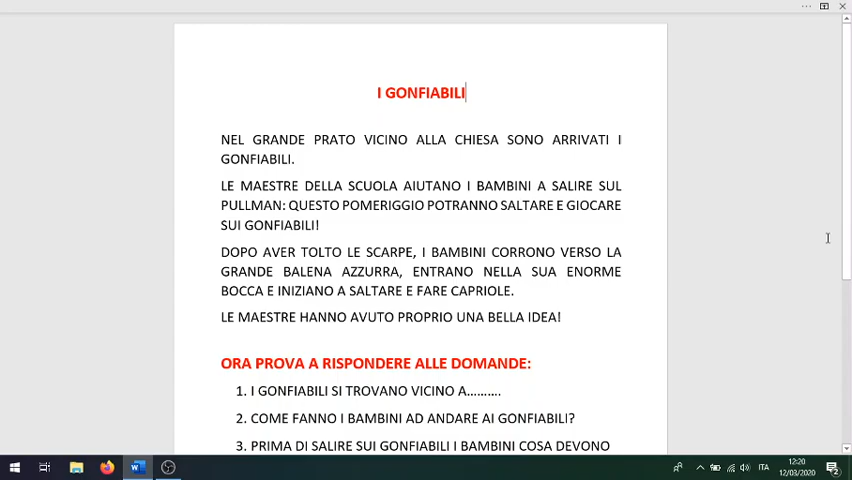 I GONFIABILI
NEL GRANDE PRATO VICINO ALLA CHIESA SONO ARRIVATI I
GONFIABILI.
LE MAESTRE DELLA SCUOLA AIUTANO I BAMBINI A SALIRE SUL
PULLMAN: QUESTO POMERIGGIO POTRANNO SALTARE E GIOCARE
SUI GONFIABILI!
DOPO AVER TOLTO LE SCARPE, I BAMBINI CORRONO VERSO LA
GRANDE BALENA AZZURRA, ENTRANO NELLA SUA ENORME
BOCCA E INIZIANO A SALTARE E FARE CAPRIOLE.
LE MAESTRE HANNO AVUTO PROPRIO UNA BELLA IDEA!
ORA PROVA A RISPONDERE ALLE DOMANDE:
1. I GONFIABILI SI TROVANO VICINO A……….
2. COME FANNO I BAMBINI AD ANDARE AI GONFIABILI?
3. PRIMA DI SALIRE SUI GONFIABILI I BAMBINI COSA DEVONO
ITA
12:20
12/03/2020
2